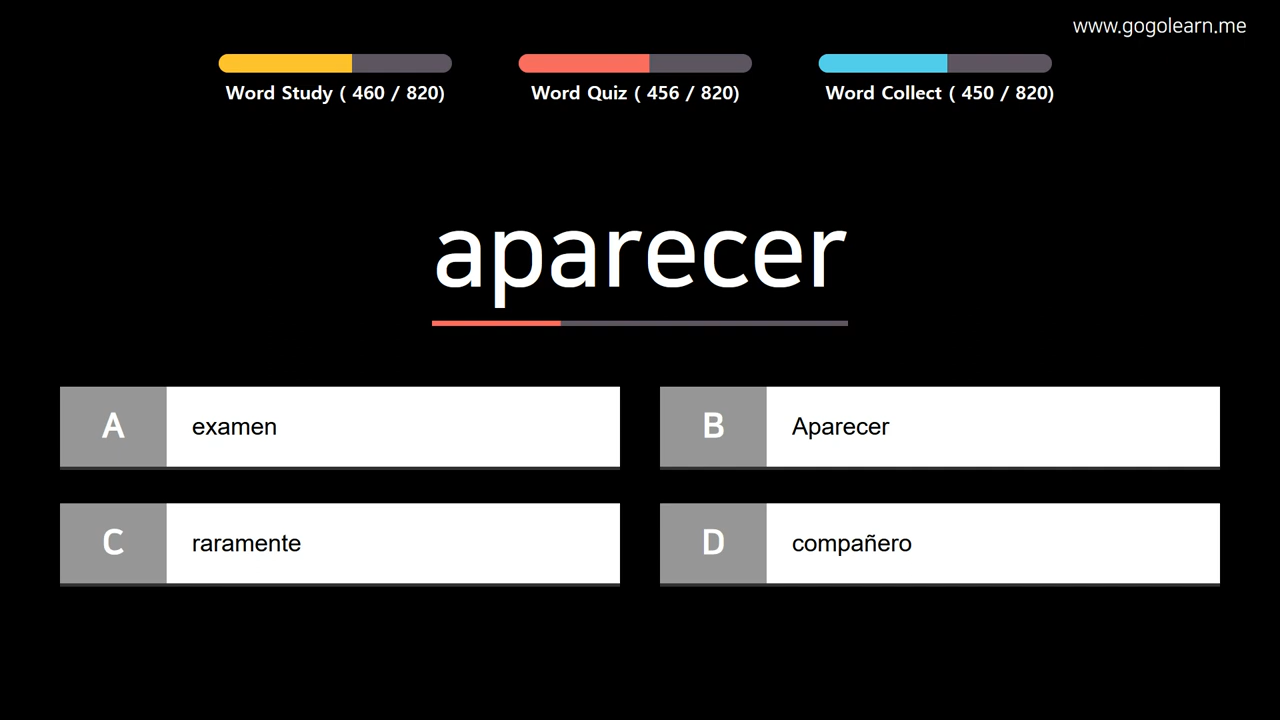 www.gogolearn.me
Word Study ( 460 / 820)
Word Quiz ( 456 / 820)
Word Collect ( 450 / 820)
aparecer
A examen
B Aparecer
C raramente
D compañero